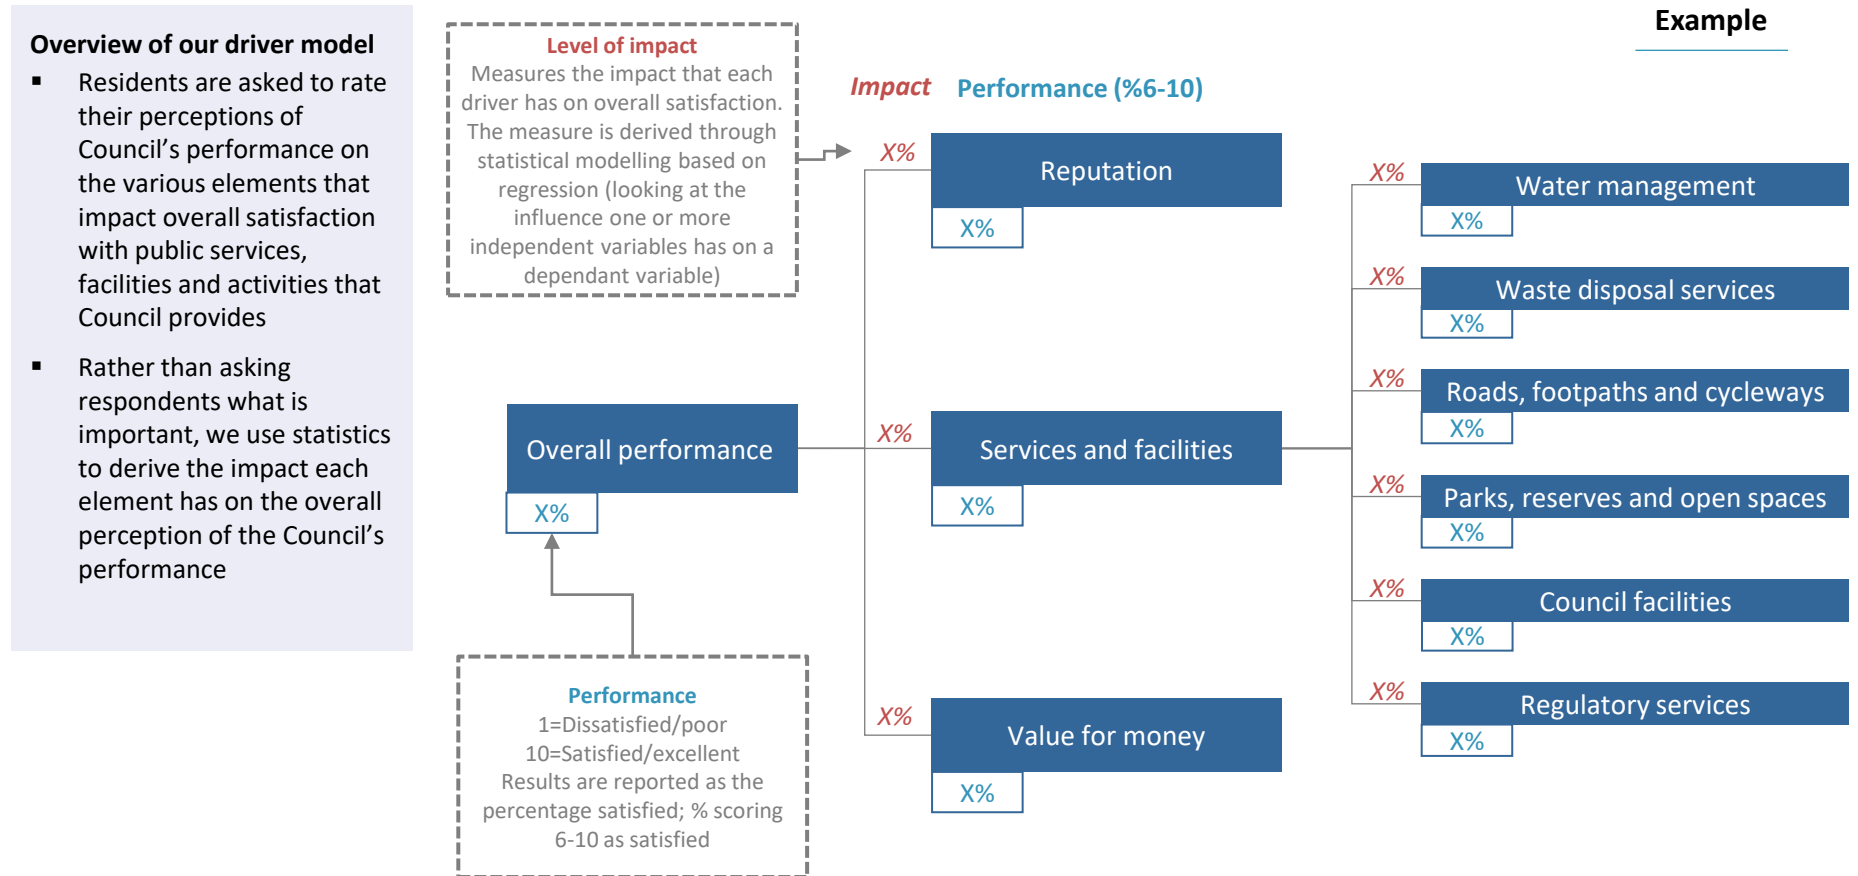 Example
Overview of our driver model
▪ Residents are asked to rate
their perceptions of
Council's performance on
the various elements that
impact overall satisfaction
with public services,
facilities and activities that
Council provides
▪ Rather than asking
respondents what is
important, we use statistics
to derive the impact each
element has on the overall
perception of the Council's
performance
Level of impact
Measures the impact that each
driver has on overall satisfaction.
The measure is derived through
statistical modelling based on
regression (looking at the
influence one or more
independent variables has on a
dependant variable)
Impact Performance (%6-10)
Overall performance
X%
Performance
1=Dissatisfied/poor
10=Satisfied/excellent
Results are reported as the
percentage satisfied; % scoring
6-10 as satisfied
X%
Reputation
X%
X%
Services and facilities
X%
X%
Value for money
X%
X%
Water management
X%
X%
Waste disposal services
X%
X%
Roads, footpaths and cycleways
X%
X%
Parks, reserves and open spaces
X%
X%
Council facilities
X%
X%
Regulatory services
X%